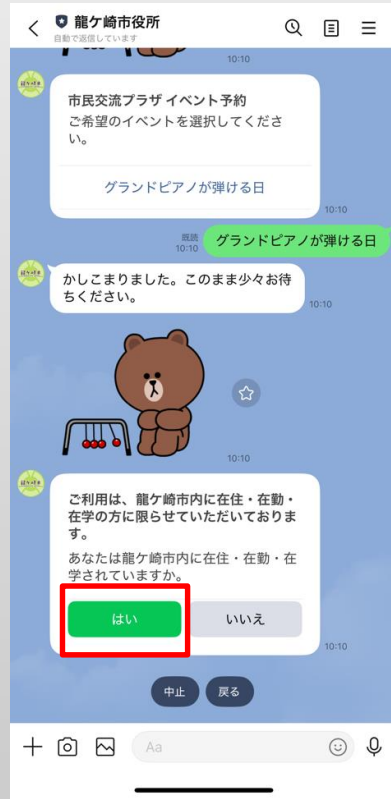 龍ケ崎市役所
自動で返信しています
10:10
市民交流プラザ イベント予約
ご希望のイベントを選択してくださ
い。
グランドピアノが弾ける日
10:10
既読
10:10
グランドピアノが弾ける日
かしこまりました。このまま少々お待
ちください。
10:10
10:10
ご利用は、龍ケ崎市内に在住・在勤・
在学の方に限らせていただいておりま
す。
あなたは龍ケ崎市内に在住・在勤・在
学されていますか。
はい
いいえ
10:10
中止
戻る
Aa